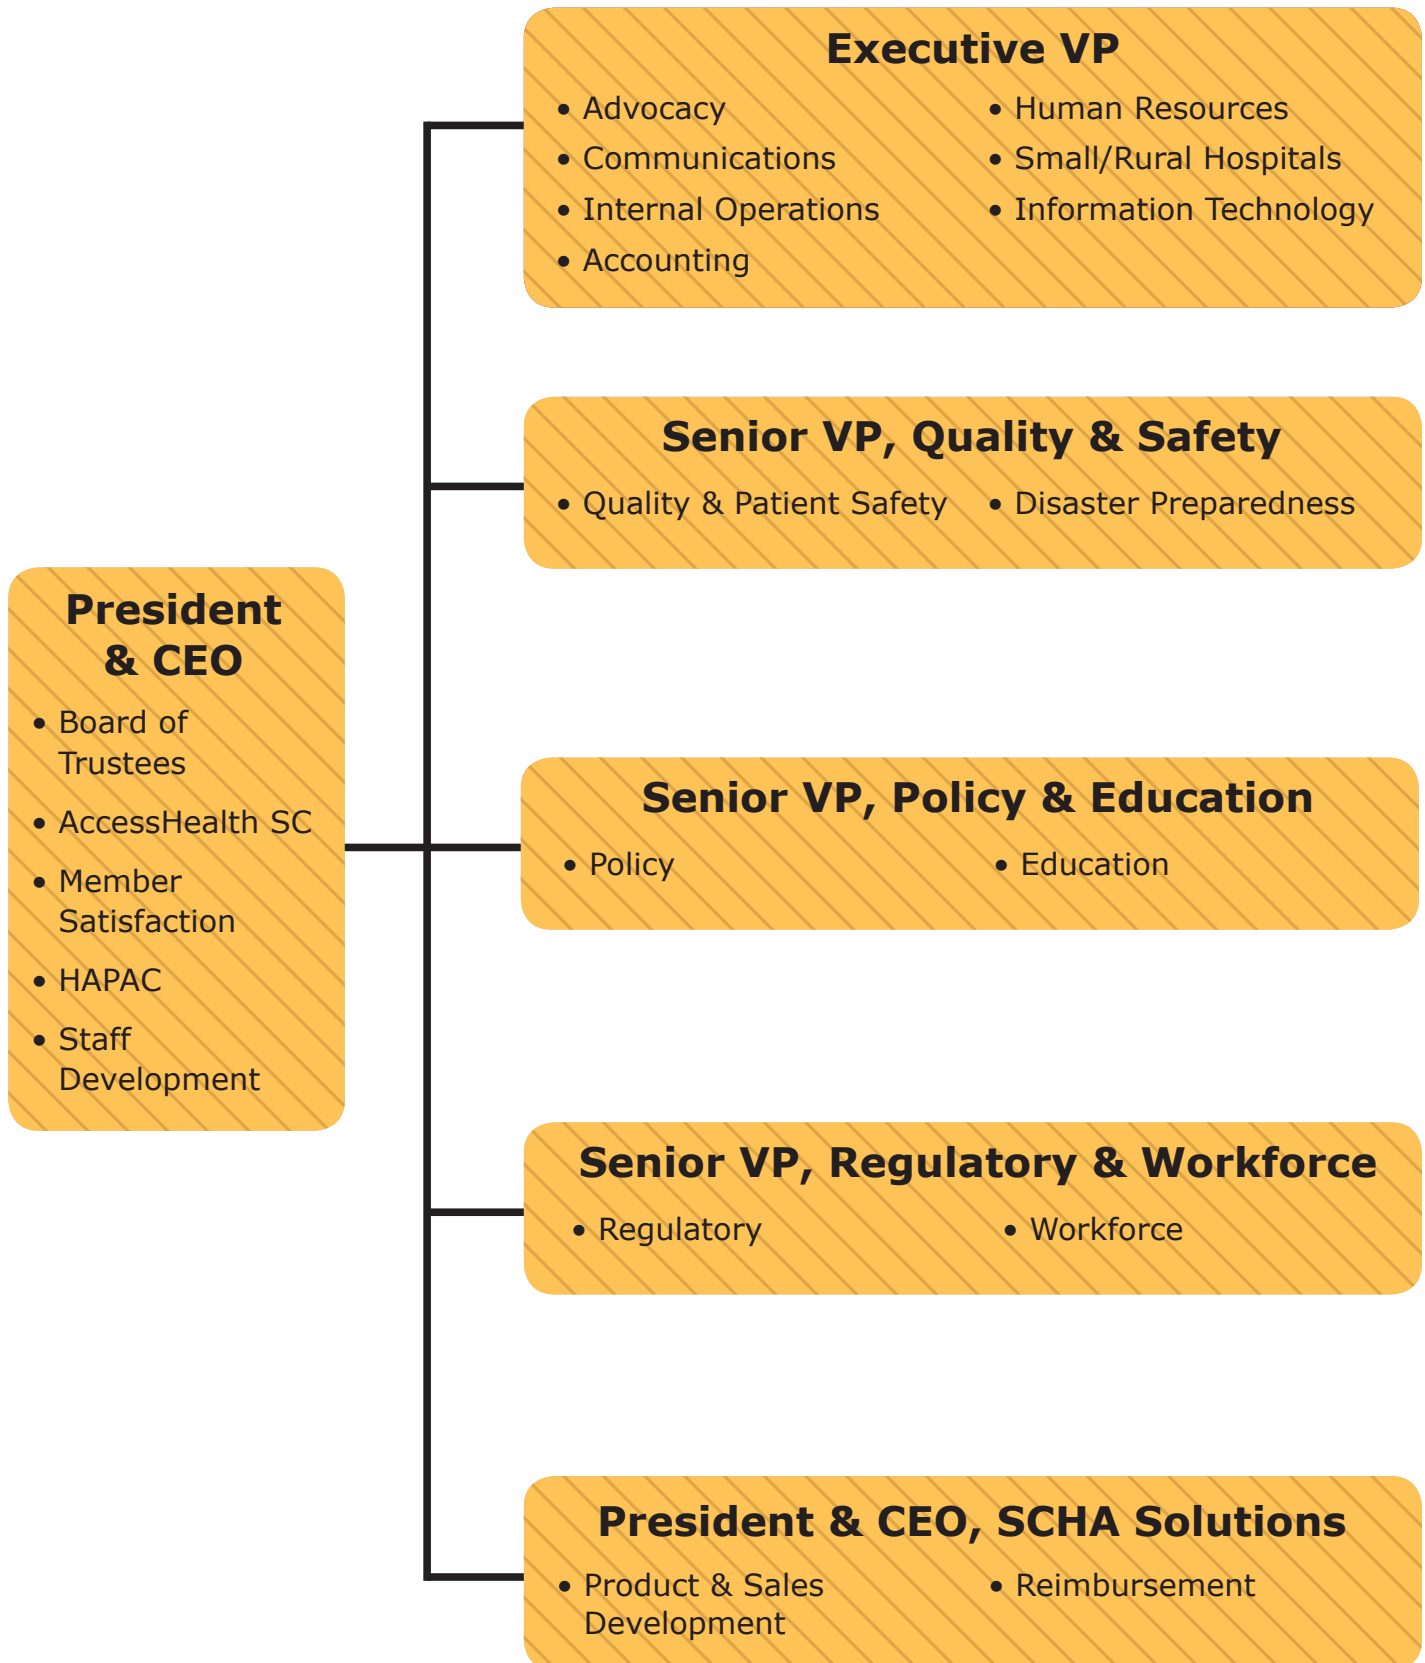 Executive VP
• Advocacy
• Communications
• Internal Operations
• Accounting
• Human Resources
• Small/Rural Hospitals
• Information Technology
Senior VP, Quality & Safety
• Quality & Patient Safety
• Disaster Preparedness
President
& CEO
• Board of
Trustees
• AccessHealth SC
• Member
Satisfaction
• HAPAC
• Staff
Development
Senior VP, Policy & Education
• Policy
• Education
Senior VP, Regulatory & Workforce
• Regulatory
• Workforce
President & CEO, SCHA Solutions
• Product & Sales
Development
• Reimbursement